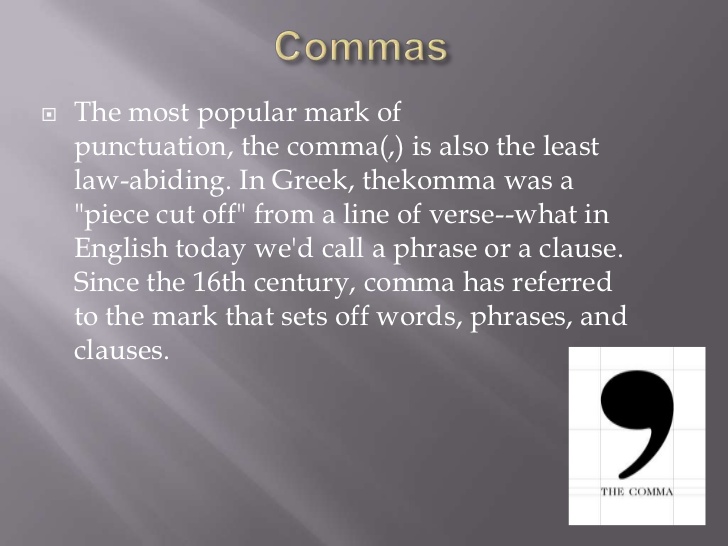 Commas
The most popular mark of
punctuation, the comma(,) is also the least
law-abiding. In Greek, thekomma was a
"piece cut off" from a line of verse--what in
English today we'd call a phrase or a clause.
Since the 16th century, comma has referred
to the mark that sets off words, phrases, and
clauses.
,
THE COMMA